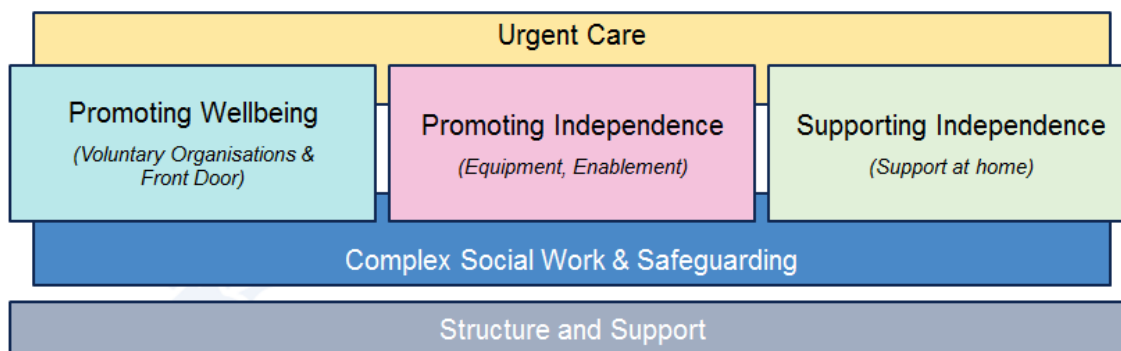 Urgent Care
Promoting Wellbeing
(Voluntary Organisations &
Front Door)
Promoting Independence
(Equipment, Enablement)
Supporting Independence
(Support at home)
Complex Social Work & Safeguarding
Structure and Support